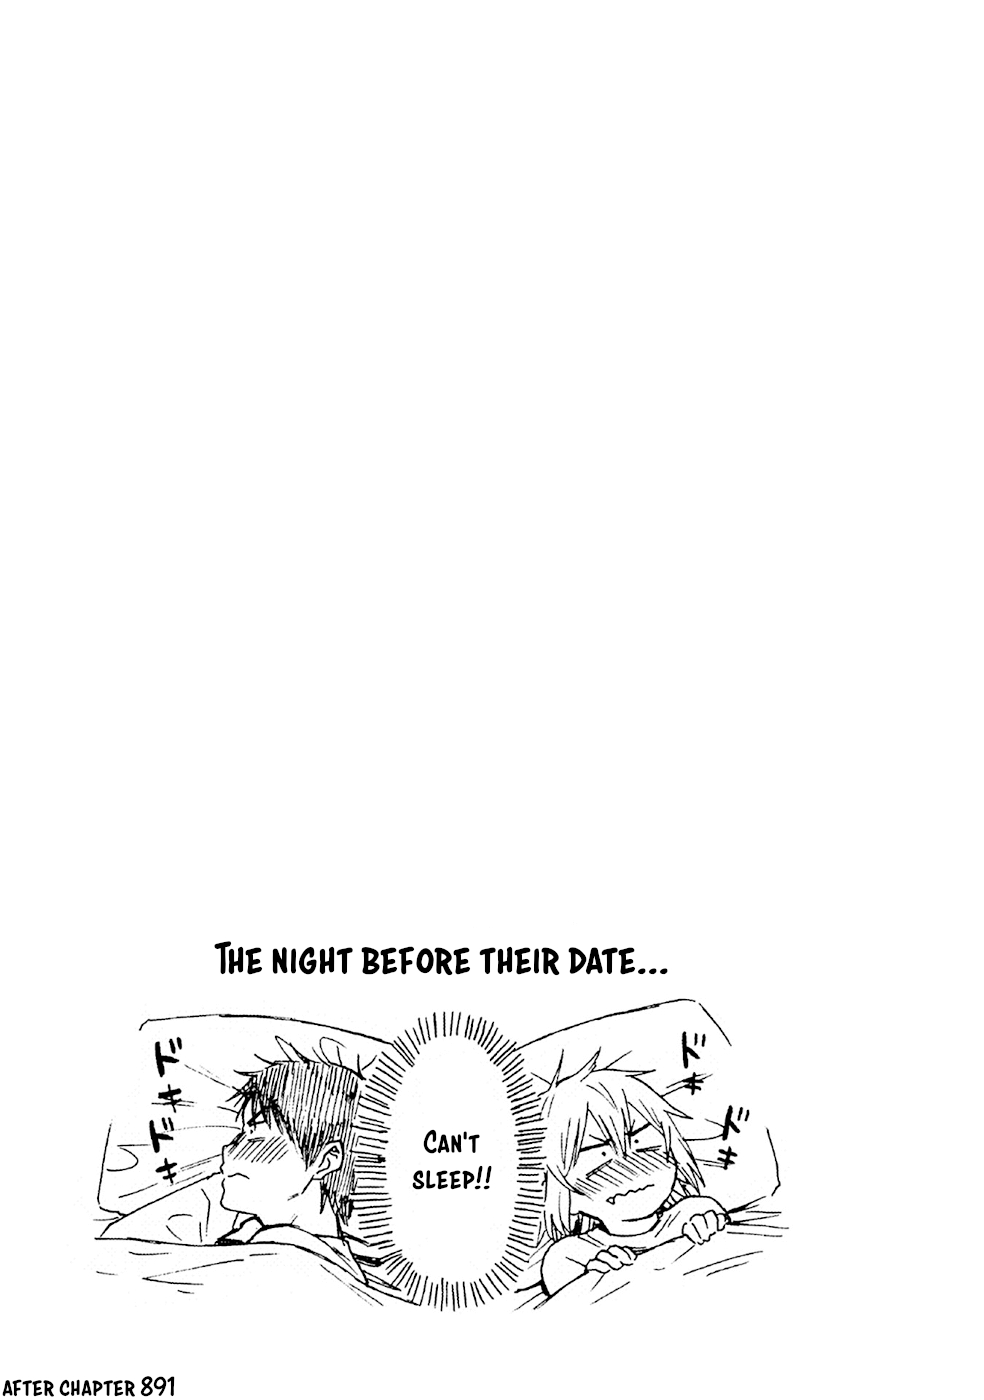 THE NIGHT BEFORE THEIR DATE...
ドキ
ドキ
CAN'T
SLEEP!!
ドキ
ドキ
AFTER CHAPTER 891